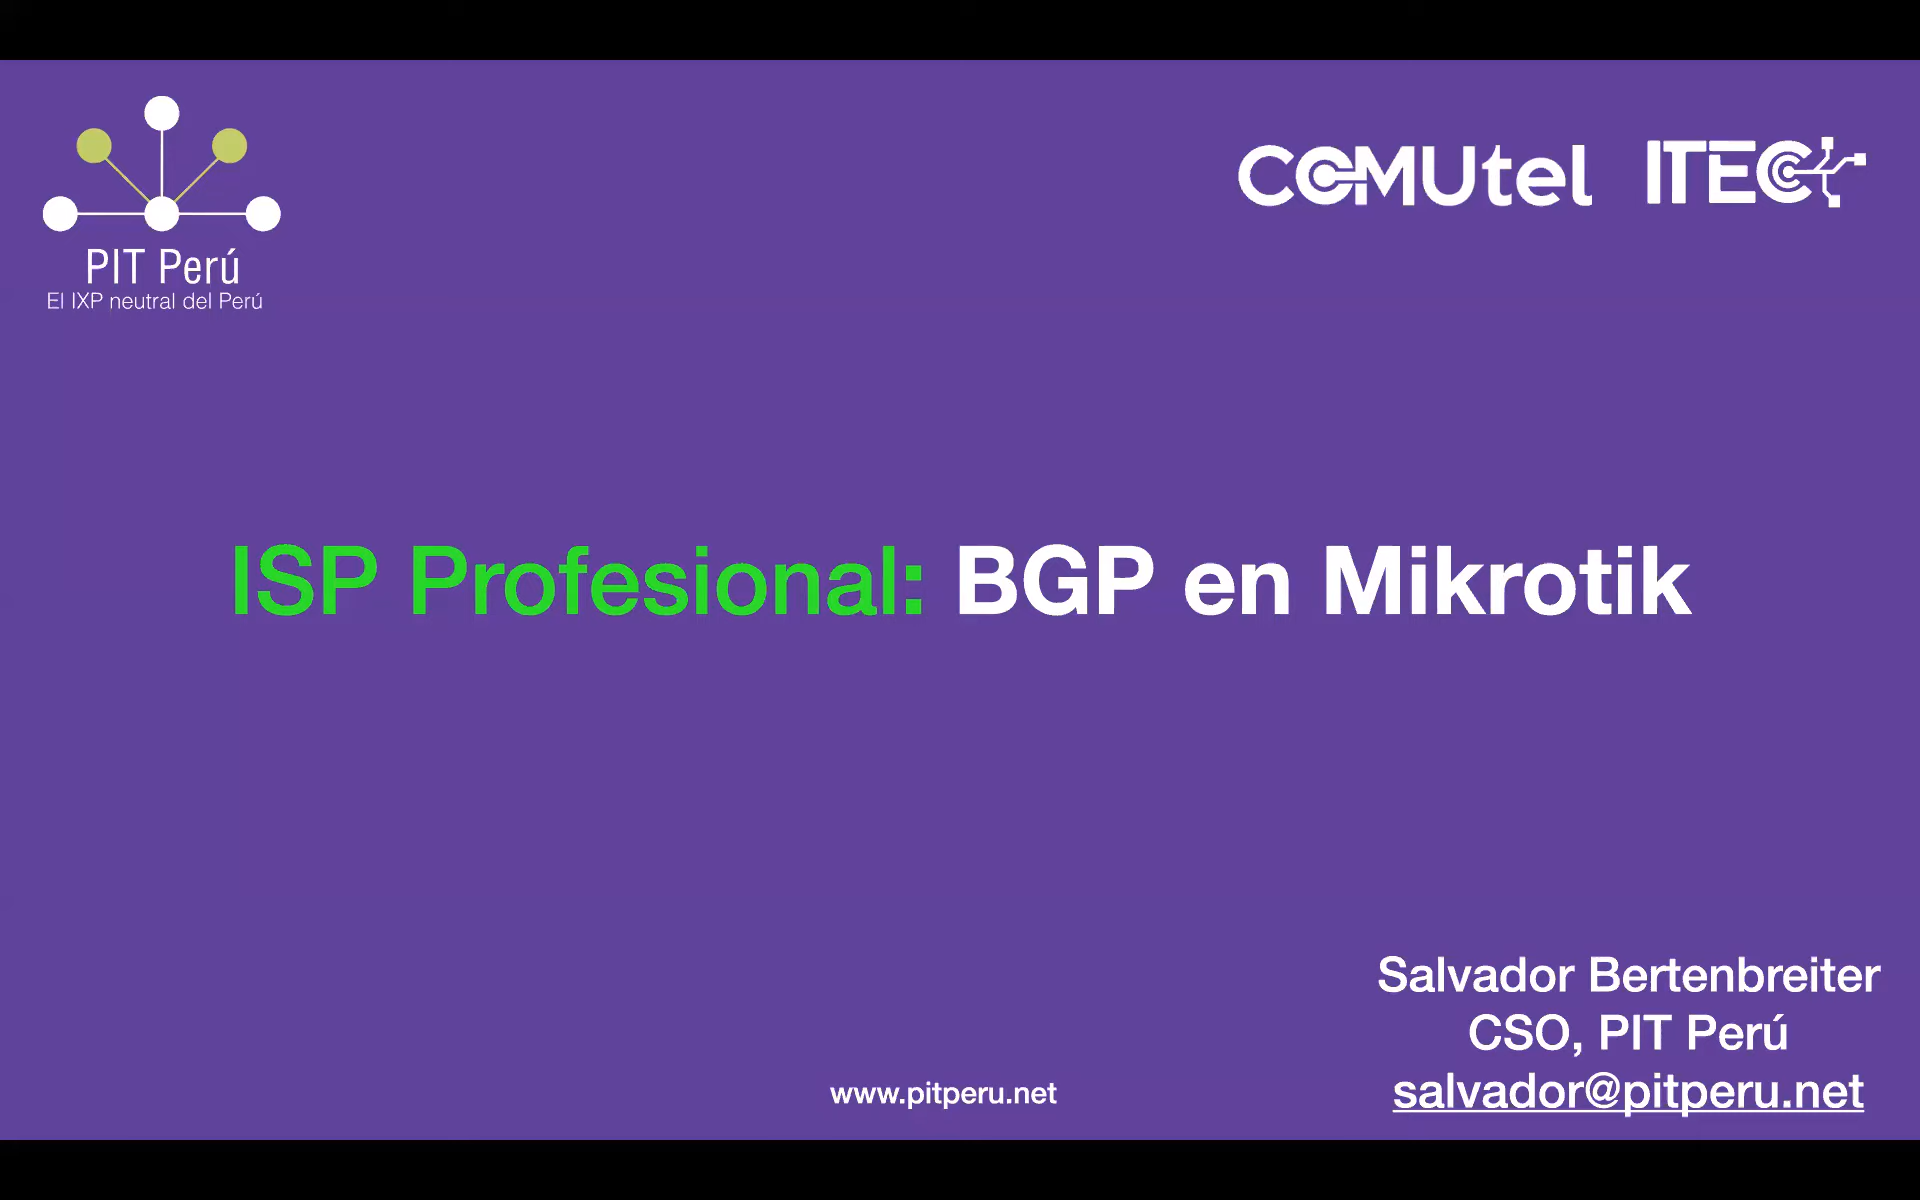 PIT Perú
El IXP neutral del Perú
COMUtel ITEC
ISP Profesional: BGP en Mikrotik
Salvador Bertenbreiter
CSO, PIT Perú
salvador@pitperu.net
www.pitperu.net